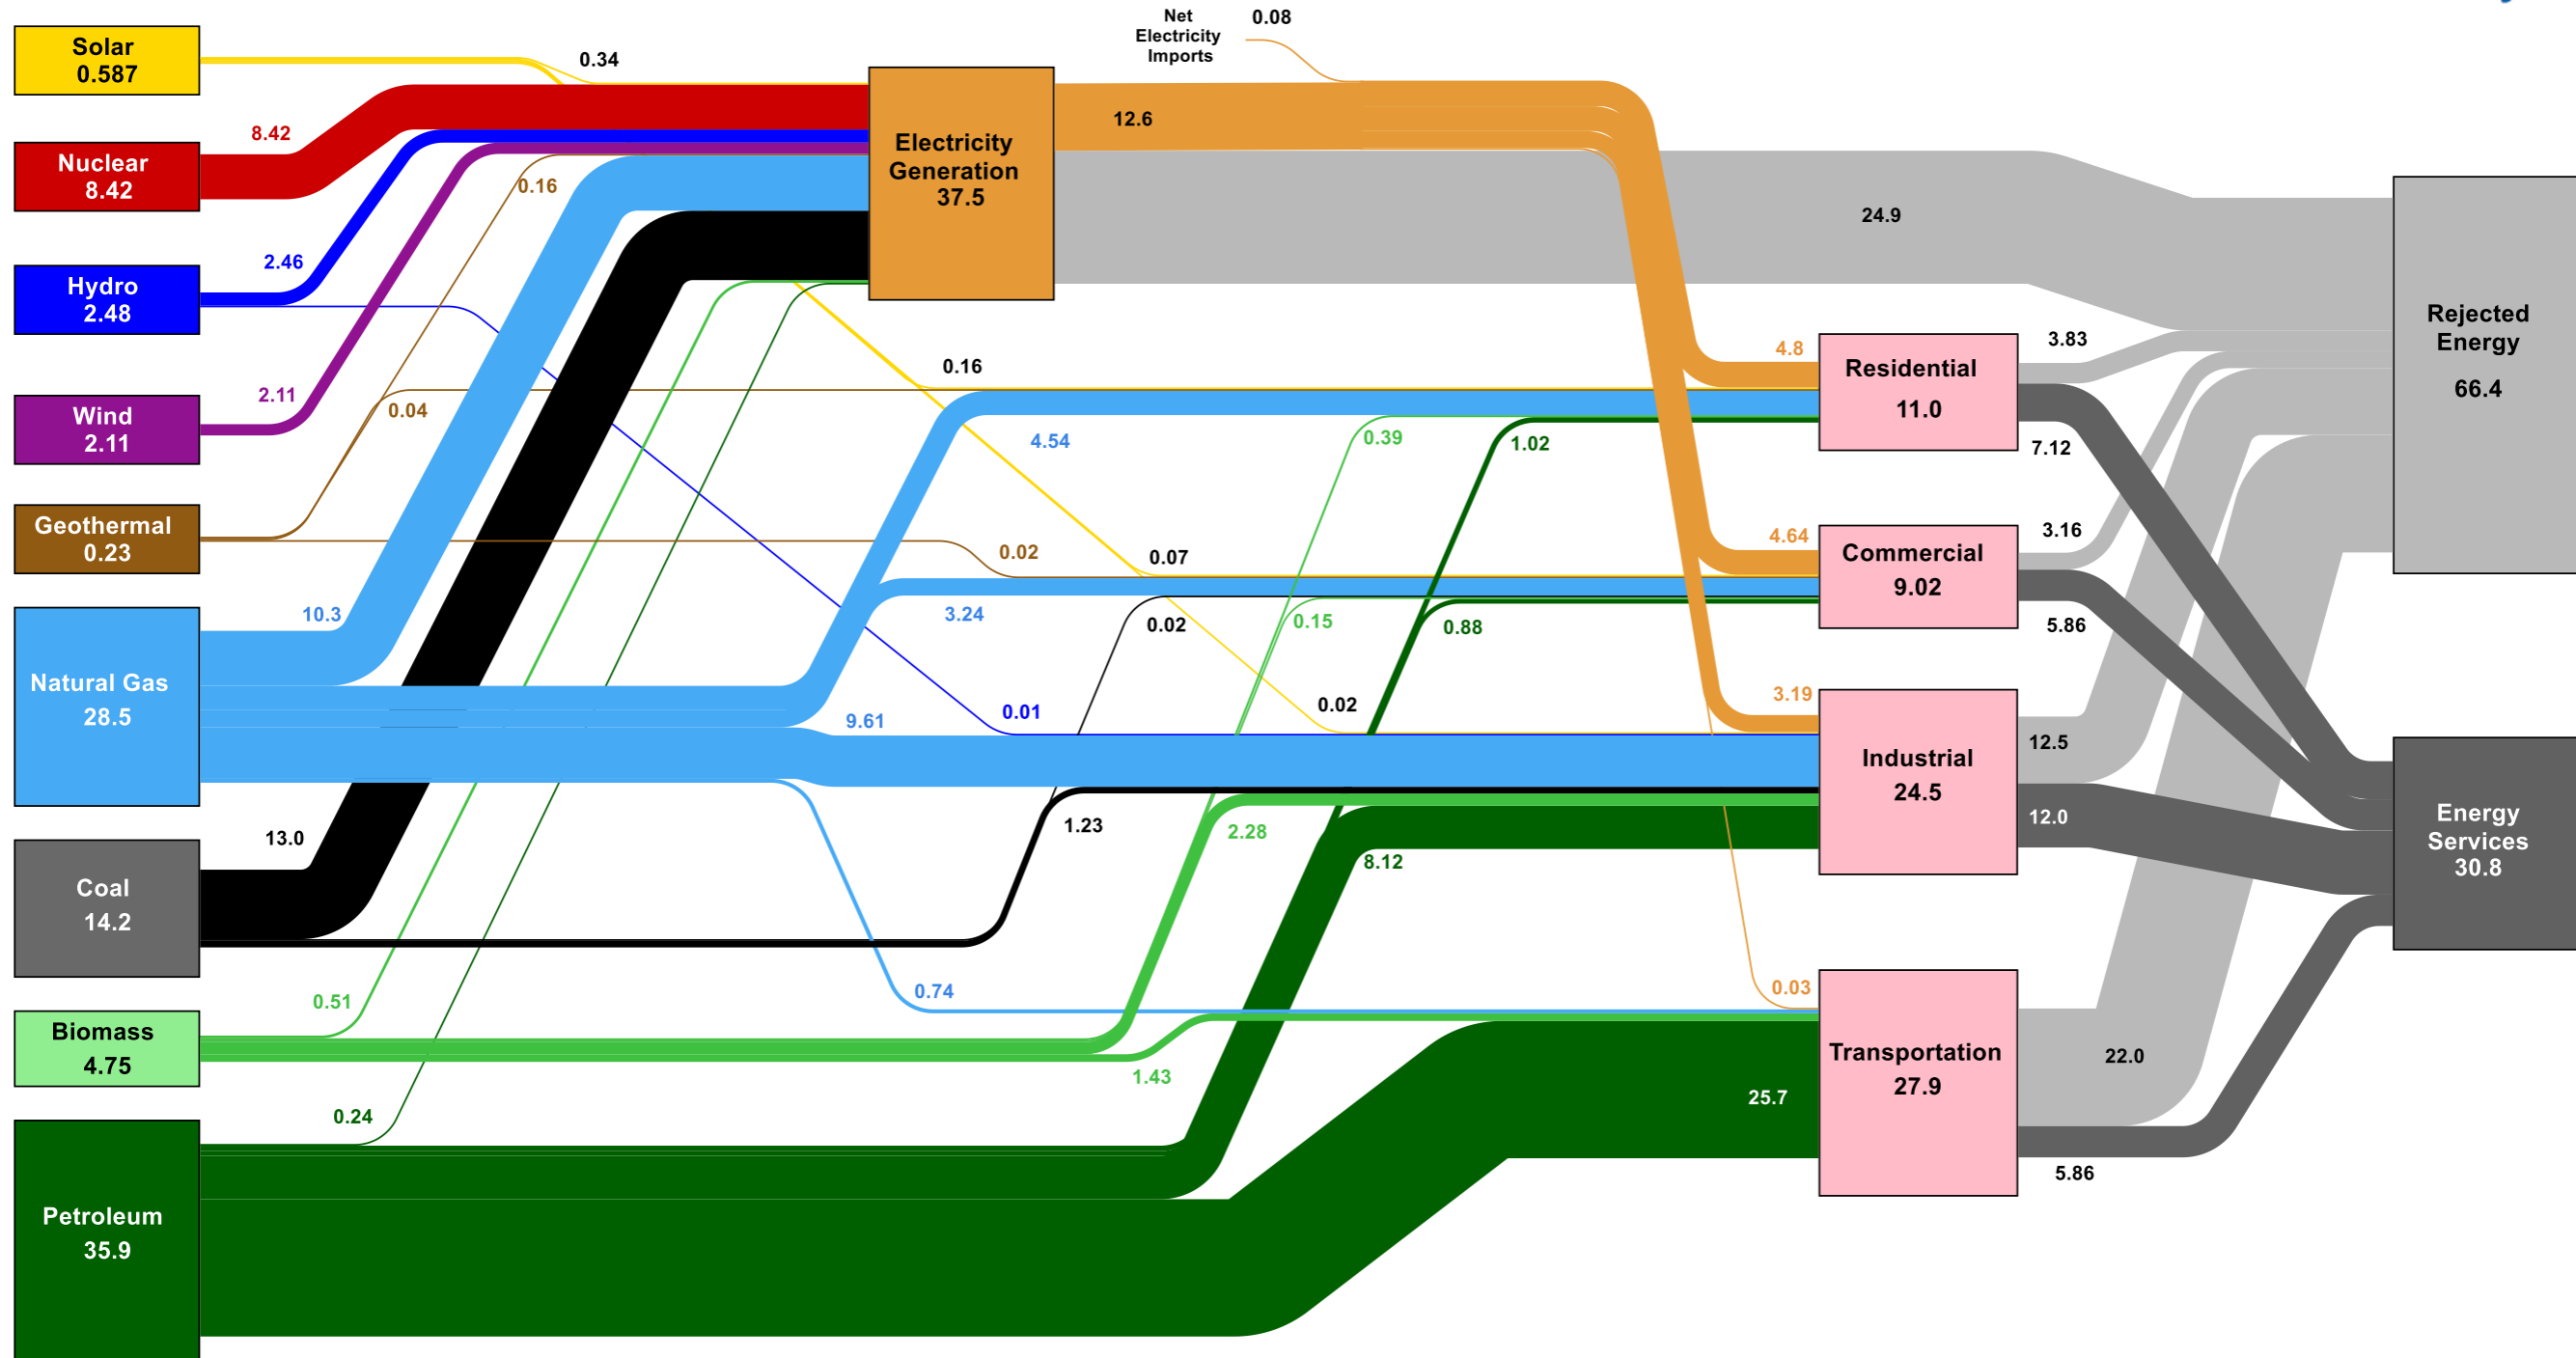 Net
Electricity
Imports
0.08
Solar
0.587
0.34
Nuclear
8.42
8.42
Hydro
2.48
2.46
Wind
2.11
2.11
Geothermal
0.23
0.16
0.04
0.02
Natural Gas
28.5
10.3
4.54
3.24
9.61
0.74
Coal
14.2
13.0
0.02
1.23
Biomass
4.75
0.51
0.39
0.15
2.28
1.43
Petroleum
35.9
0.24
1.02
0.88
8.12
25.7
0.16
0.07
0.02
0.01
Electricity
Generation
37.5
12.6
24.9
4.8
4.64
3.19
0.03
Residential
11.0
3.83
7.12
Commercial
9.02
3.16
5.86
Industrial
24.5
12.5
12.0
Transportation
27.9
22.0
5.86
Rejected
Energy
66.4
Energy
Services
30.8